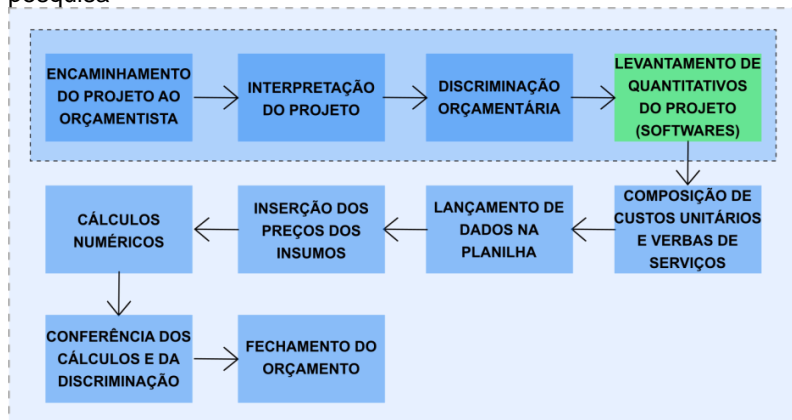 pesquisa
ENCAMINHAMENTO
DO PROJETO AO
ORÇAMENTISTA
INTERPRETAÇÃO
DO PROJETO
DISCRIMINAÇÃO
ORÇAMENTÁRIA
LEVANTAMENTO DE
QUANTITATIVOS
DO PROJETO
(SOFTWARES)
COMPOSIÇÃO DE
CUSTOS UNITÁRIOS
E VERBAS DE
SERVIÇOS
LANÇAMENTO DE
DADOS NA
PLANILHA
INSERÇÃO DOS
PREÇOS DOS
INSUMOS
CÁLCULOS
NUMÉRICOS
CONFERÊNCIA DOS
CÁLCULOS E DA
DISCRIMINAÇÃO
FECHAMENTO DO
ORÇAMENTO